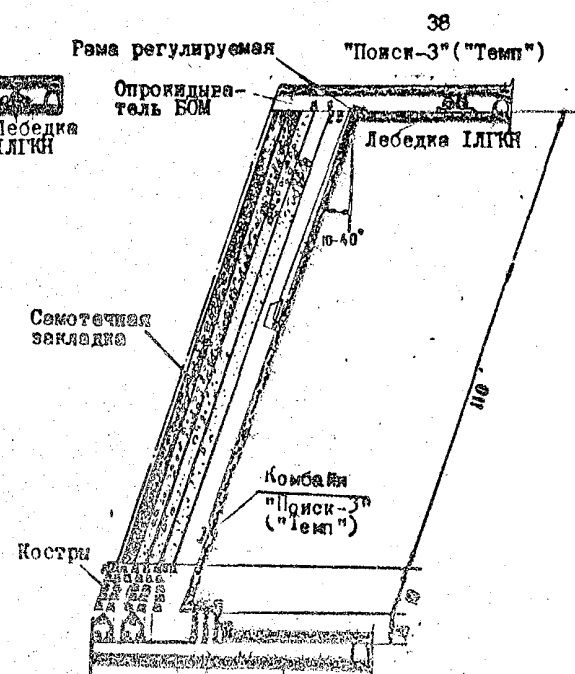 38
Рама регулируемая
"Поиск-3"("Темп")
Опрокидыва-
тель БОМ
Лебедка
1ЛГКН
Лебедка 1ЛГКН
10-40°
Самотечная
закладка
110
Комбайн
"Поиск-3"
("Темп")
Костры